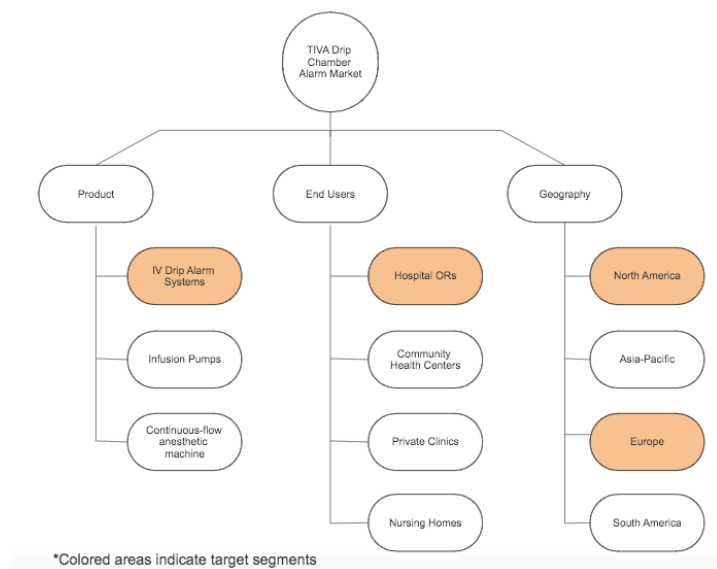 TIVA Drip
Chamber
Alarm Market
Product
End Users
Geography
IV Drip Alarm
Systems
Hospital ORs
North America
Infusion Pumps
Community
Health Centers
Asia-Pacific
Continuous-flow
anesthetic
machine
Private Clinics
Europe
Nursing Homes
South America
*Colored areas indicate target segments